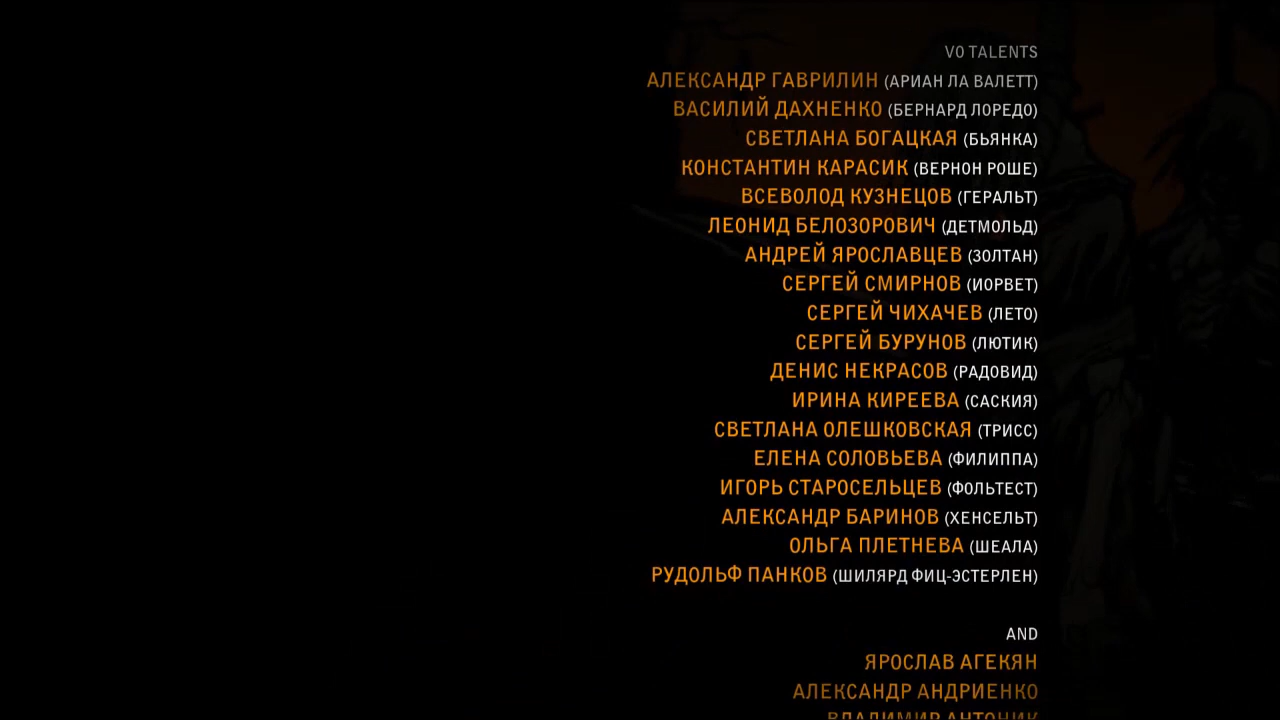 VO TALENTS
АЛЕКСАНДР ГАВРИЛИН (АРИАН ЛА ВАЛЕТТ)
ВАСИЛИЙ ДАХНЕНКО (БЕРНАРД ЛОРЕДО)
СВЕТЛАНА БОГАЦКАЯ (БЬЯНКА)
КОНСТАНТИН КАРАСИК (ВЕРНОН РОШЕ)
ВСЕВОЛОД КУЗНЕЦОВ (ГЕРАЛЬТ)
ЛЕОНИД БЕЛОЗОРОВИЧ (ДЕТМОЛЬД)
АНДРЕЙ ЯРОСЛАВЦЕВ (ЗОЛТАН)
СЕРГЕЙ СМИРНОВ (ИОРВЕТ)
СЕРГЕЙ ЧИХАЧЕВ (ЛЕТО)
СЕРГЕЙ БУРУНОВ (ЛЮТИК)
ДЕНИС НЕКРАСОВ (РАДОВИД)
ИРИНА КИРЕЕВА (САСКИЯ)
СВЕТЛАНА ОЛЕШКОВСКАЯ (ТРИСС)
ЕЛЕНА СОЛОВЬЕВА (ФИЛИППА)
ИГОРЬ СТАРОСЕЛЬЦЕВ (ФОЛЬТЕСТ)
АЛЕКСАНДР БАРИНОВ (ХЕНСЕЛЬТ)
ОЛЬГА ПЛЕТНЕВА (ШЕАЛА)
РУДОЛЬФ ПАНКОВ (ШИЛЯРД ФИЦ-ЭСТЕРЛЕН)
AND
ЯРОСЛАВ АГЕКЯН
АЛЕКСАНДР АНДРИЕНКО
ВЛАДИМИР АНТОНИК